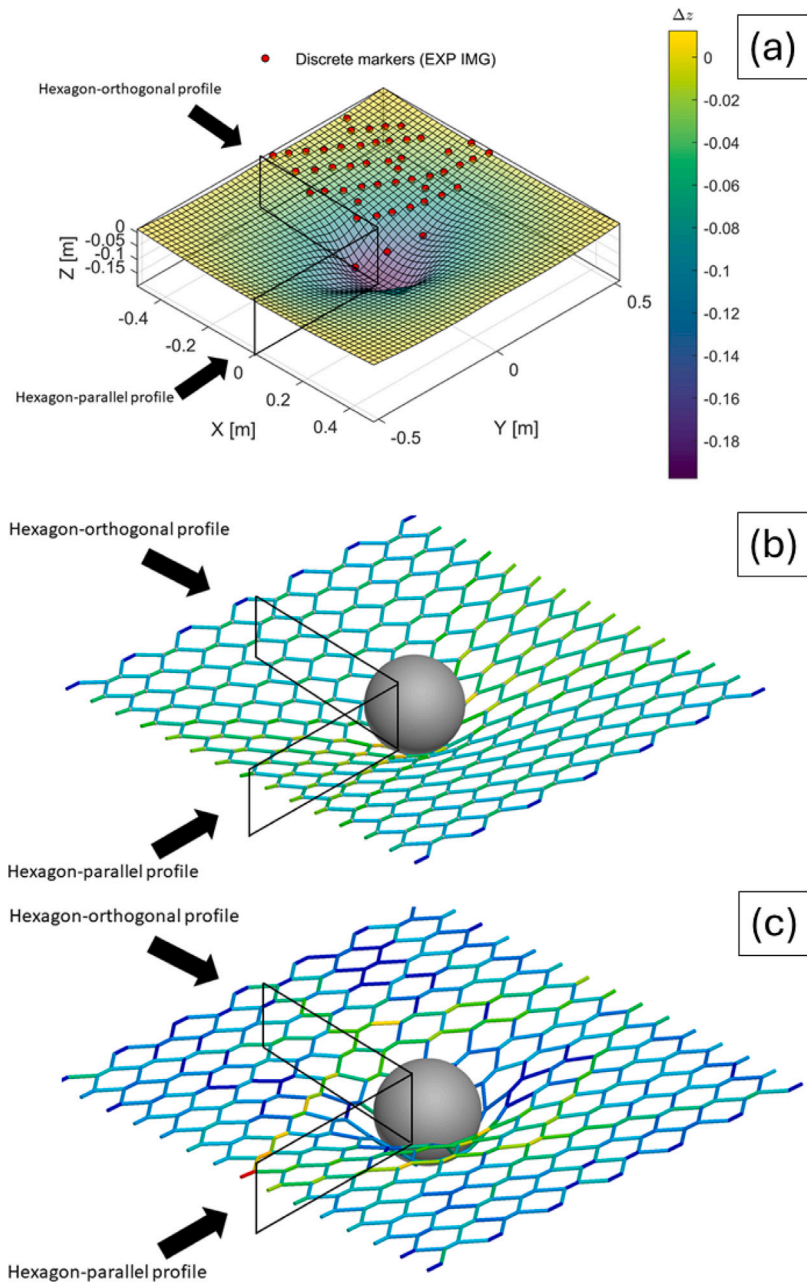 Δz
(a)
Discrete markers (EXP IMG)
Hexagon-orthogonal profile
0
-0.02
-0.04
-0.06
-0.08
-0.1
-0.12
-0.14
-0.16
-0.18
Z [m]
0
-0.05
-0.1
-0.15
-0.4
-0.2
0
0.2
0.4
X [m]
-0.5
0
0.5
Y [m]
Hexagon-parallel profile
(b)
Hexagon-orthogonal profile
Hexagon-parallel profile
(c)
Hexagon-orthogonal profile
Hexagon-parallel profile